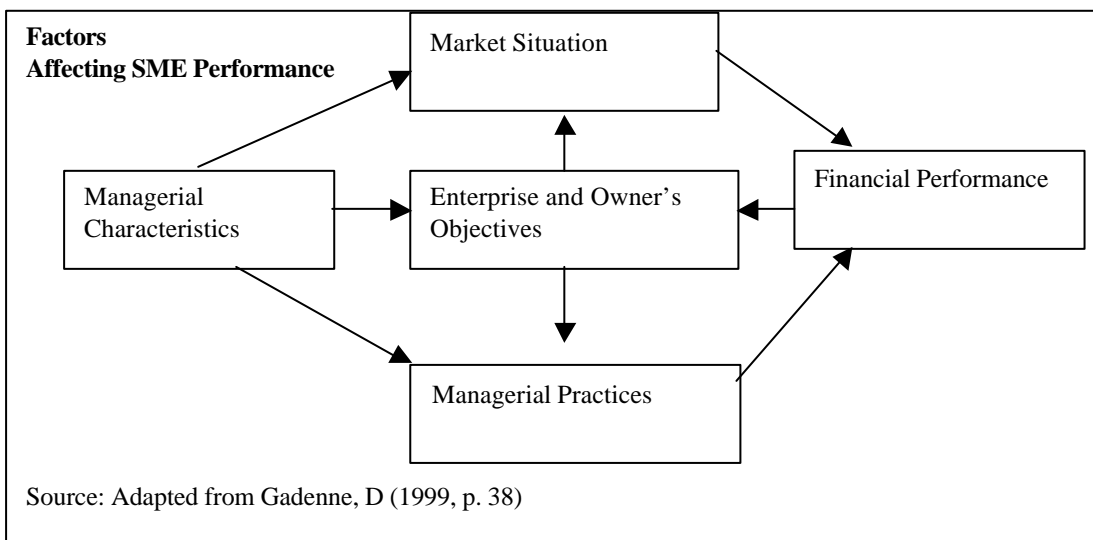 Factors
Affecting SME Performance
Market Situation
Managerial
Characteristics
Enterprise and Owner's
Objectives
Financial Performance
Managerial Practices
Source: Adapted from Gadenne, D (1999, p. 38)